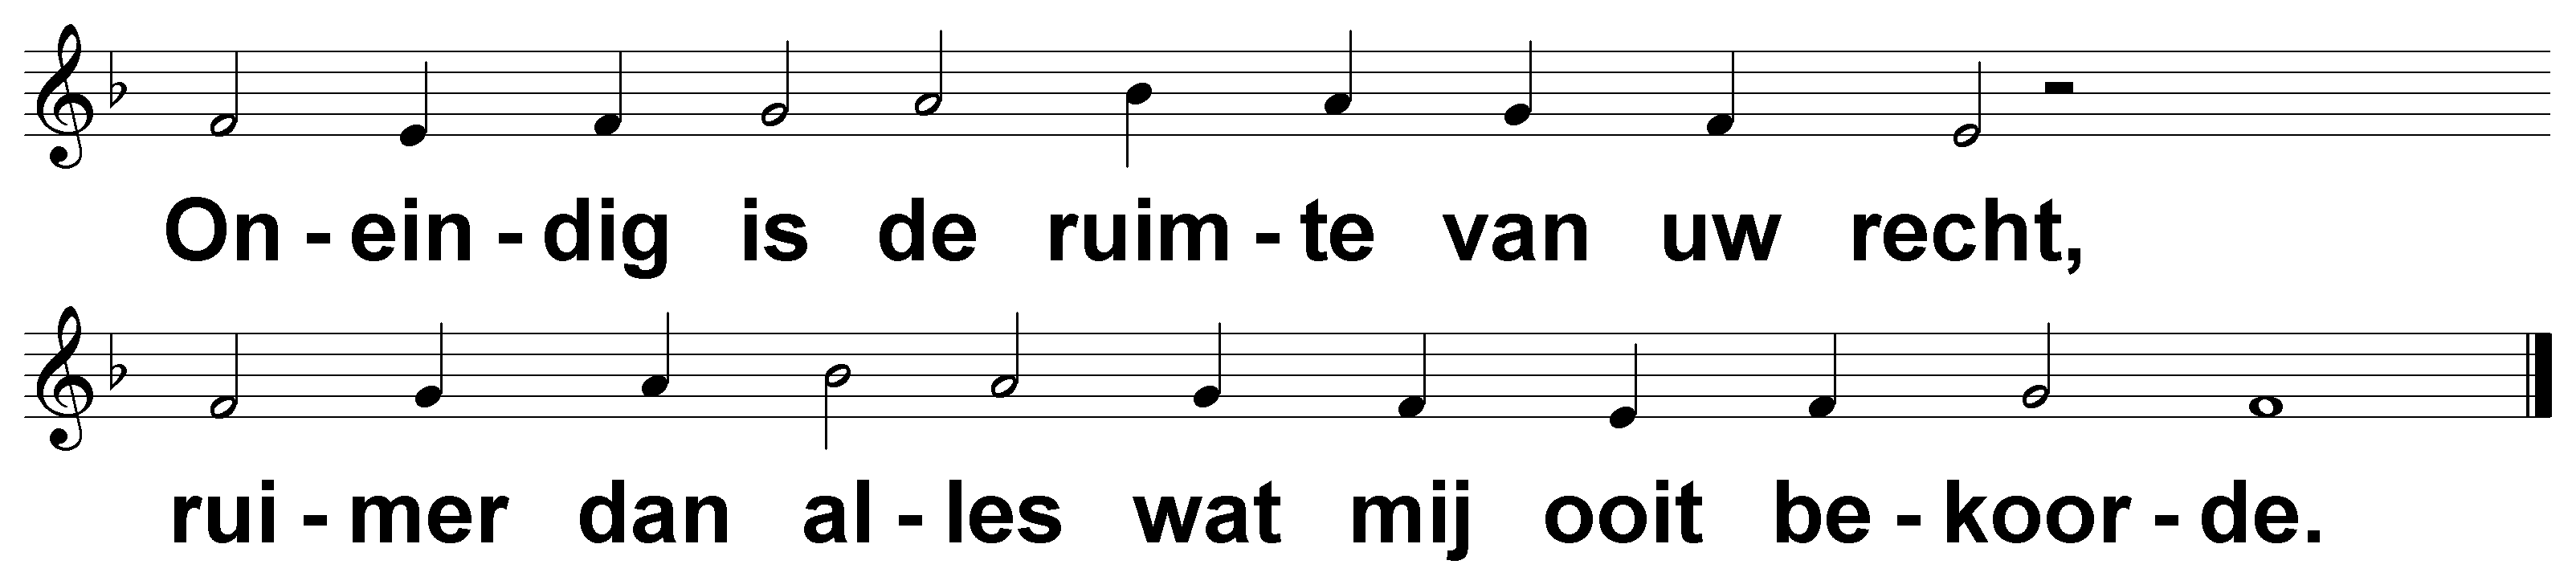 On - ein - dig is de ruim - te van uw recht,
rui - mer dan al - les wat mij ooit be - koor - de.